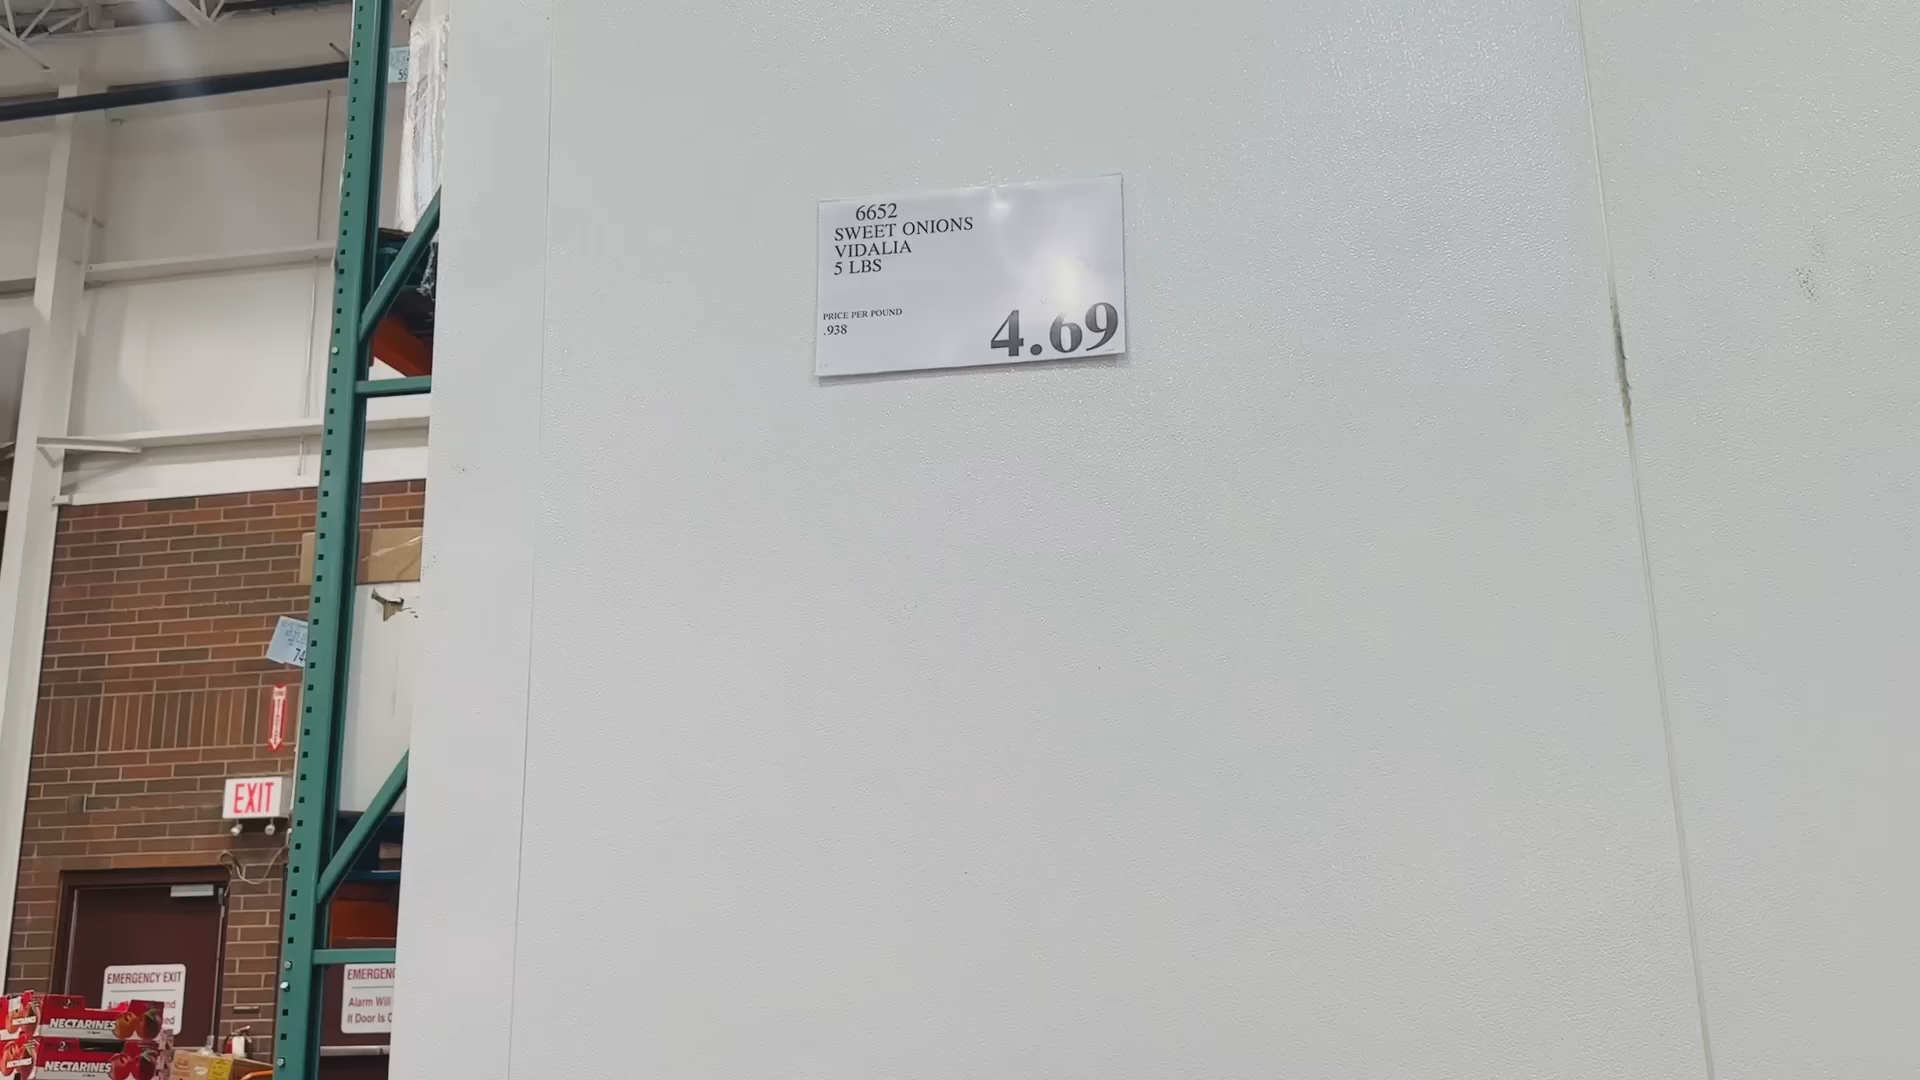 6652
SWEET ONIONS
VIDALIA
5 LBS
PRICE PER POUND
.938
4.69
EXIT
EMERGENCY EXIT
Alarm Will
If Door Is
NECTARINES
NECTARINES